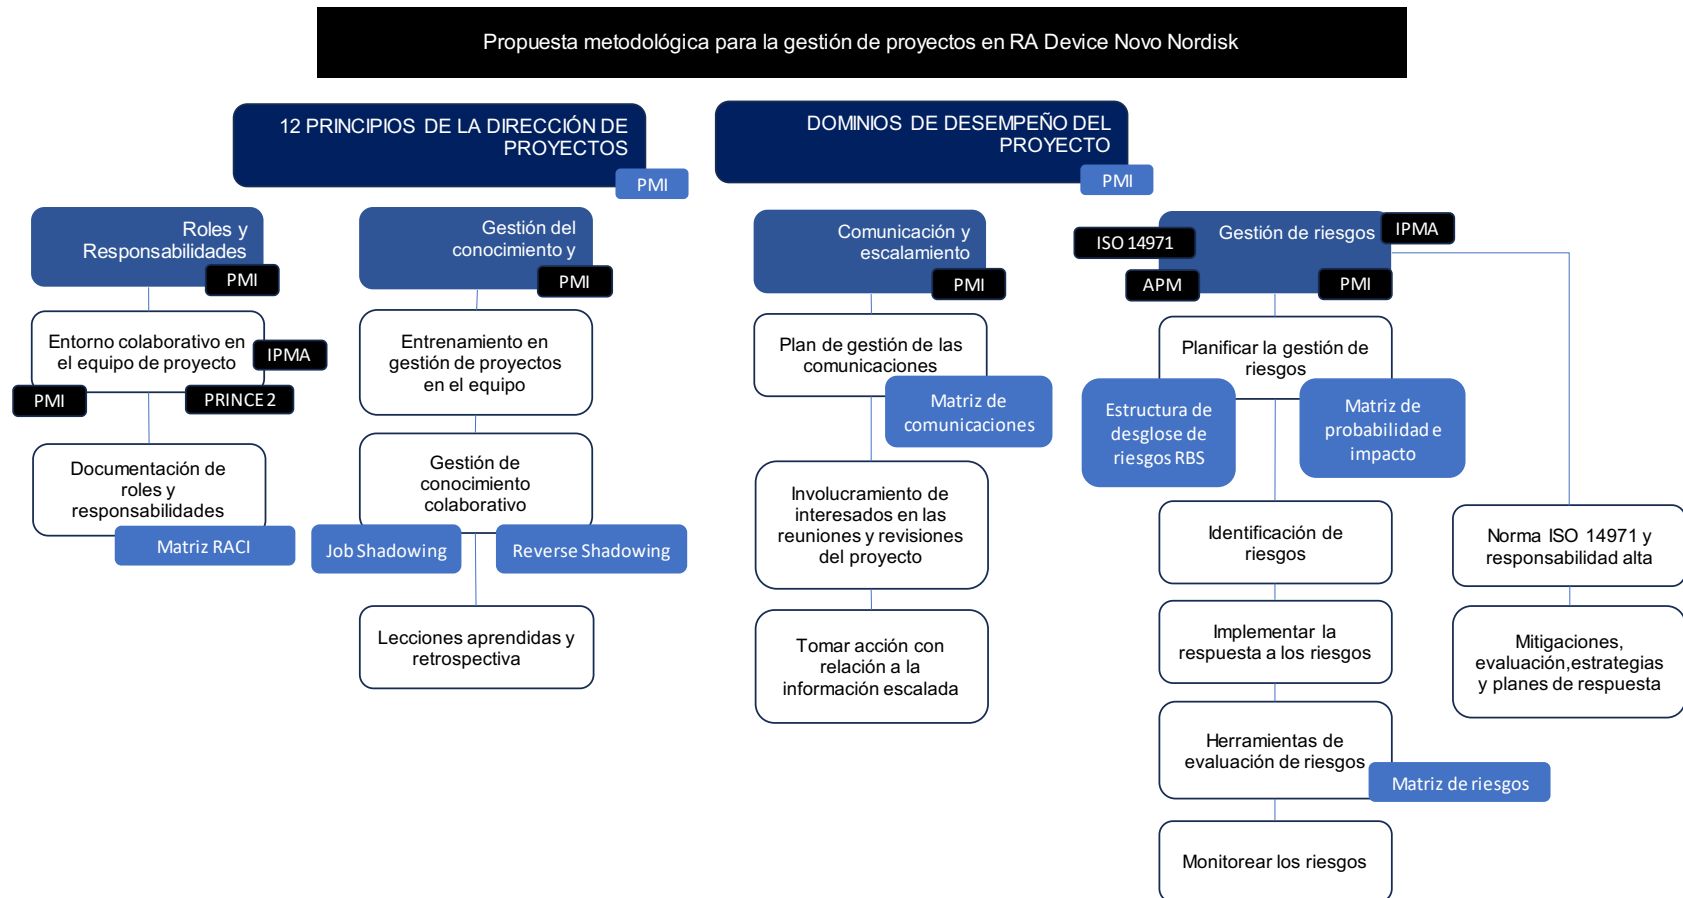 Propuesta metodológica para la gestión de proyectos en RA Device Novo Nordisk
12 PRINCIPIOS DE LA DIRECCIÓN DE
PROYECTOS
PMI
DOMINIOS DE DESEMPEÑO DEL
PROYECTO
PMI
Roles y
Responsabilidades
PMI
Entorno colaborativo en
el equipo de proyecto
IPMA
PMI
PRINCE 2
Documentación de
roles y
responsabilidades
Matriz RACI
Gestión del
conocimiento y
PMI
Entrenamiento en
gestión de proyectos
en el equipo
Gestión de
conocimiento
colaborativo
Job Shadowing
Reverse Shadowing
Lecciones aprendidas y
retrospectiva
Comunicación y
escalamiento
PMI
Plan de gestión de las
comunicaciones
Matriz de
comunicaciones
Involucramiento de
interesados en las
reuniones y revisiones
del proyecto
Tomar acción con
relación a la
información escalada
Gestión de riesgos
IPMA
ISO 14971
APM
PMI
Planificar la gestión de
riesgos
Estructura de
desglose de
riesgos RBS
Matriz de
probabilidad e
impacto
Identificación de
riesgos
Implementar la
respuesta a los riesgos
Herramientas de
evaluación de riesgos
Matriz de riesgos
Monitorear los riesgos
Norma ISO 14971 y
responsabilidad alta
Mitigaciones,
evaluación,estrategias
y planes de respuesta